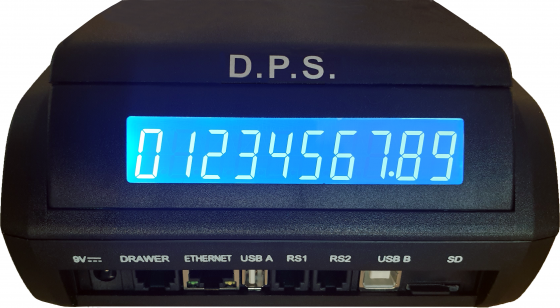 D.P.S.
01234567.89
9V DRAWER ETHERNET USB A RS1 RS2 USB B SD